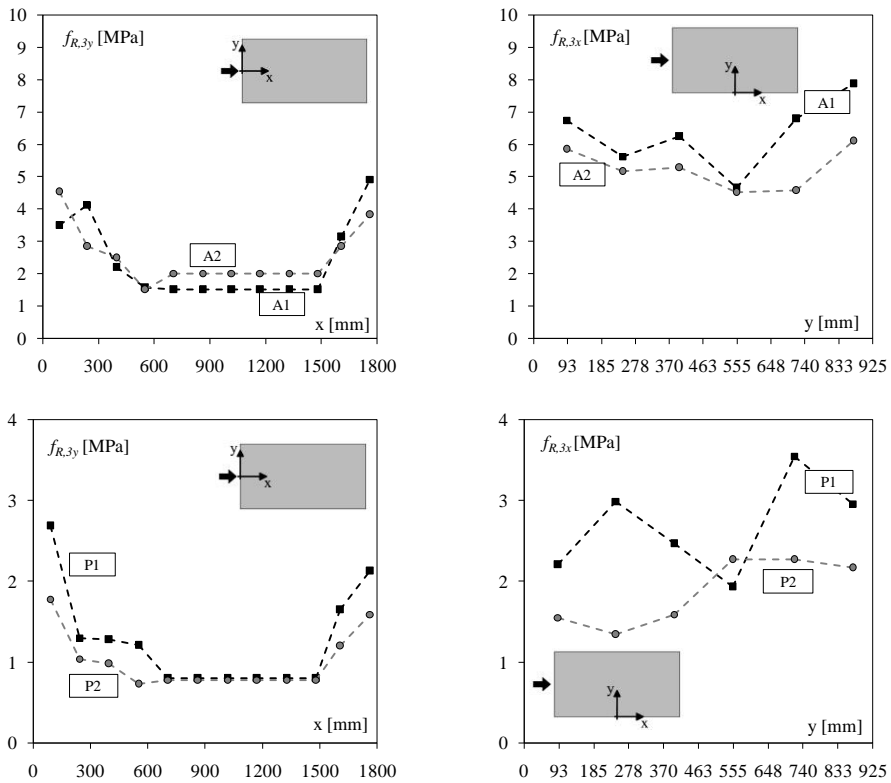 f_{R,3y} [MPa]
10
9
8
7
6
5
4
3
2
1
0
y
x
A2
A1
x [mm]
0 300 600 900 1200 1500 1800
f_{R,3x} [MPa]
10
9
8
7
6
5
4
3
2
1
0
y
x
A1
A2
y [mm]
0 93 185 278 370 463 555 648 740 833 925
f_{R,3y} [MPa]
4
3
2
1
0
y
x
P1
P2
x [mm]
0 300 600 900 1200 1500 1800
f_{R,3x} [MPa]
4
3
2
1
0
P1
P2
y
x
y [mm]
0 93 185 278 370 463 555 648 740 833 925